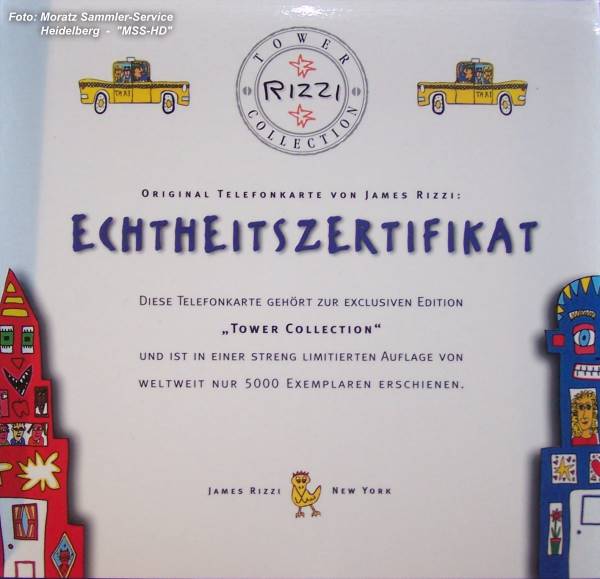 Foto: Moratz Sammler-Service
Heidelberg - "MSS-HD"
TOWER
RIZZI
COLLECTION
TAXI
TAXI
ORIGINAL TELEFONKARTE VON JAMES RIZZI:
ECHTHEITSZERTIFIKAT
DIESE TELEFONKARTE GEHÖRT ZUR EXCLUSIVEN EDITION
„TOWER COLLECTION“
UND IST IN EINER STRENG LIMITIERTEN AUFLAGE VON
WELTWEIT NUR 5000 EXEMPLAREN ERSCHIENEN.
JAMES RIZZI NEW YORK